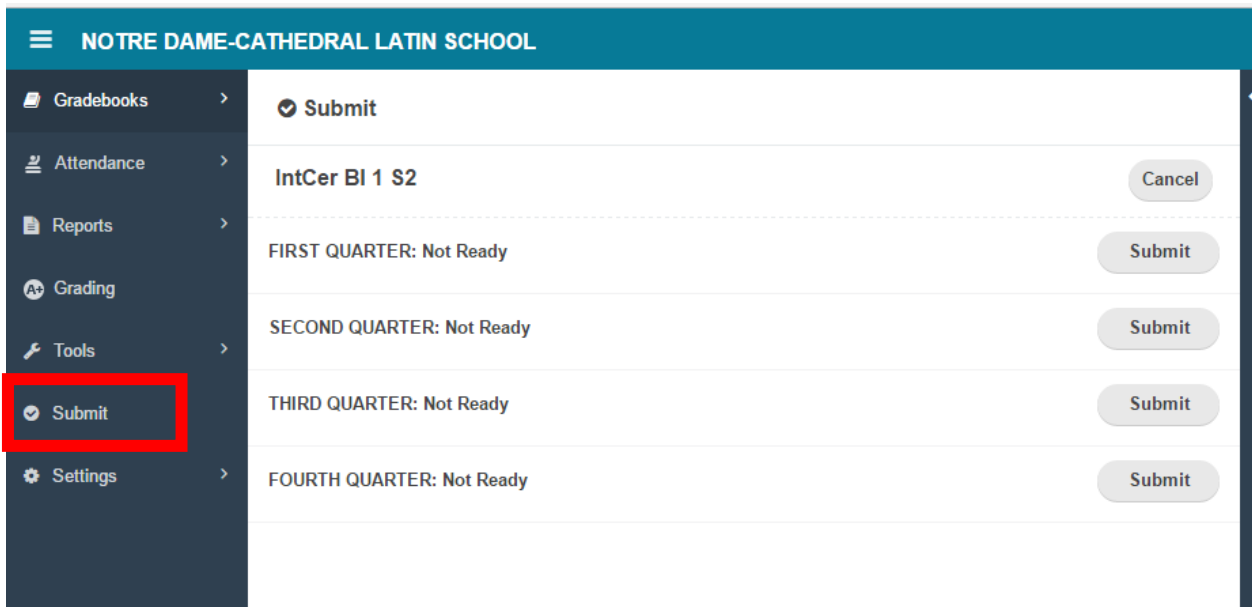 NOTRE DAME-CATHEDRAL LATIN SCHOOL
Gradebooks
Attendance
Reports
A+ Grading
Tools
Submit
Settings
Submit
IntCer Bl 1 S2 Cancel
FIRST QUARTER: Not Ready Submit
SECOND QUARTER: Not Ready Submit
THIRD QUARTER: Not Ready Submit
FOURTH QUARTER: Not Ready Submit